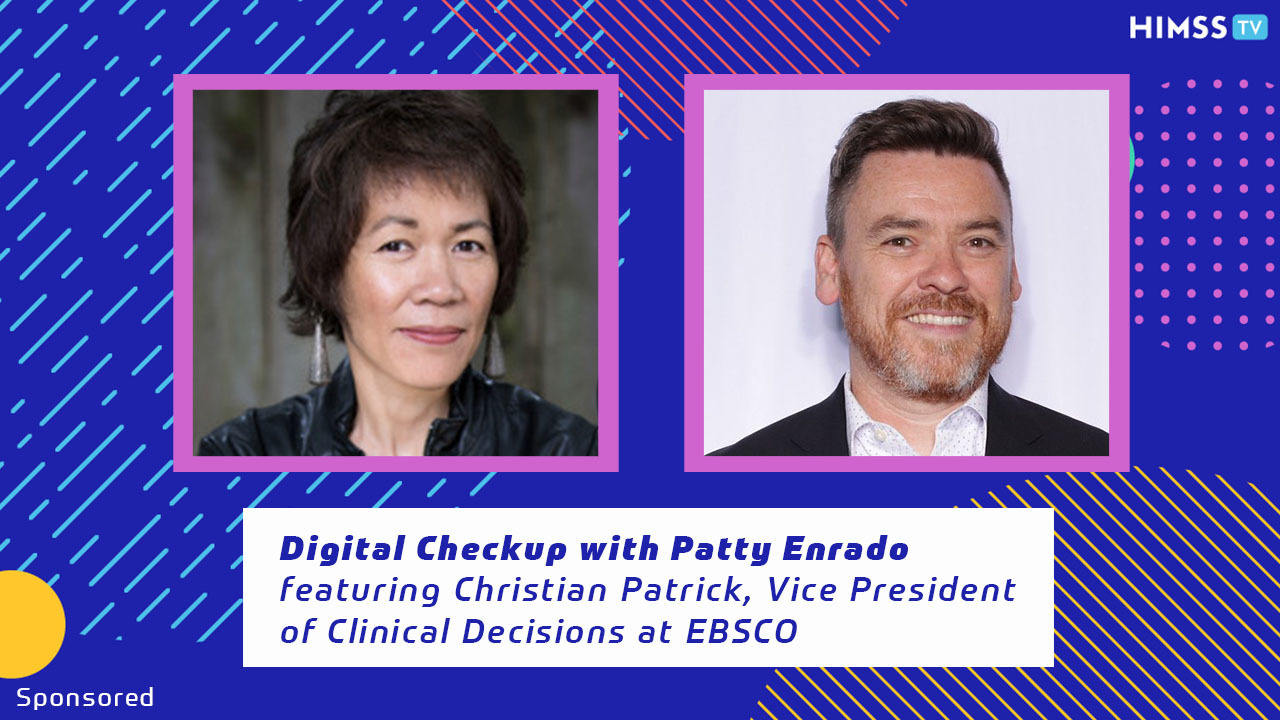 HIMSS TV
Digital Checkup with Patty Enrado
featuring Christian Patrick, Vice President
of Clinical Decisions at EBSCO
Sponsored